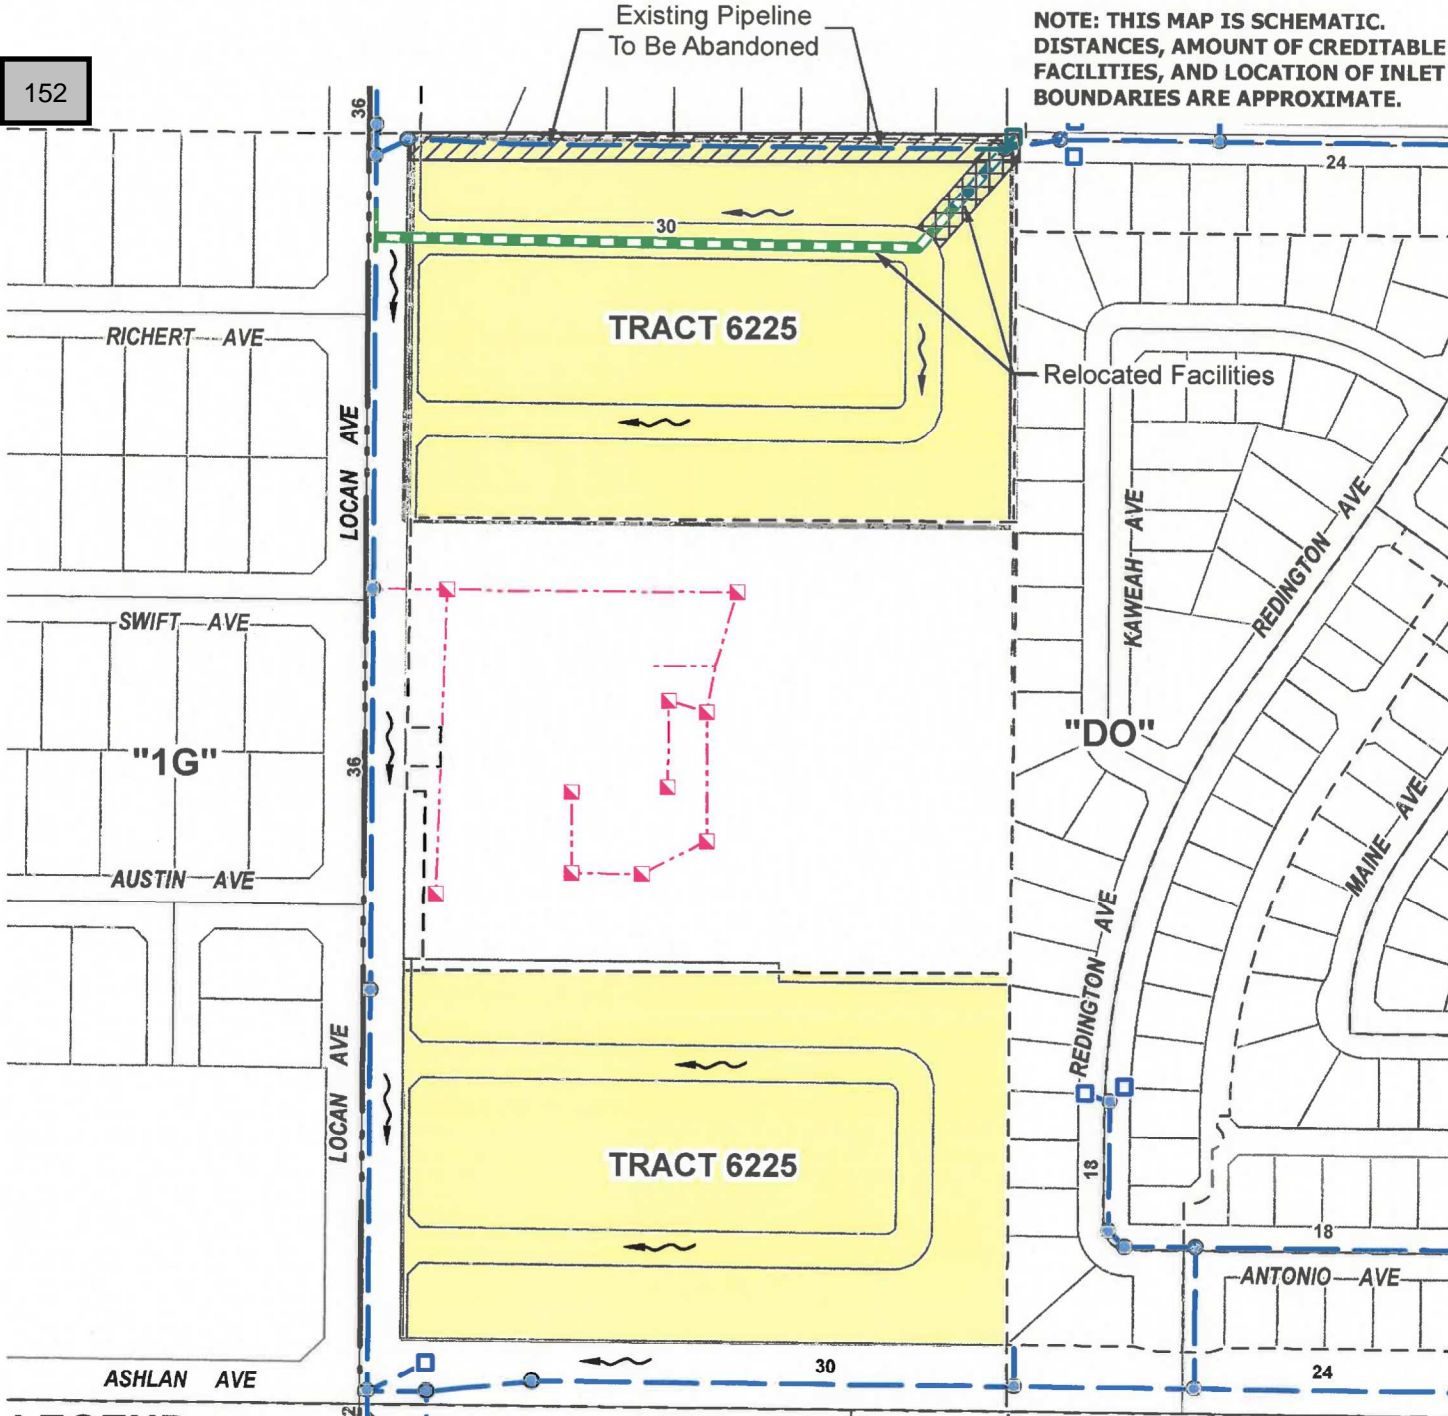 Existing Pipeline
To Be Abandoned
NOTE: THIS MAP IS SCHEMATIC.
DISTANCES, AMOUNT OF CREDITABLE
FACILITIES, AND LOCATION OF INLET
BOUNDARIES ARE APPROXIMATE.
152
36
24
30
RICHERT AVE
TRACT 6225
Relocated Facilities
LOCAN AVE
KAWEAH AVE
REDINGTON AVE
SWIFT AVE
"1G"
"DO"
36
MAINE AVE
AUSTIN AVE
REDINGTON AVE
LOCAN AVE
TRACT 6225
18
18
ANTONIO AVE
ASHLAN AVE
30
24